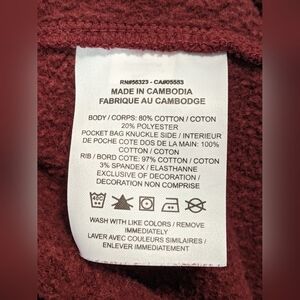 RN#56323 - CA#05553
MADE IN CAMBODIA
FABRIQUE AU CAMBODGE
BODY / CORPS: 80% COTTON / COTON
20% POLYESTER
POCKET BAG KNUCKLE SIDE / INTERIEUR
DE POCHE COTE DOS DE LA MAIN: 100%
COTTON / COTON
RIB / BORD COTE: 97% COTTON / COTON
3% SPANDEX / ELASTHANNE
EXCLUSIVE OF DECORATION /
DECORATION NON COMPRISE
WASH WITH LIKE COLORS / REMOVE
IMMEDIATELY
LAVER AVEC COULEURS SIMILAIRES /
ENLEVER IMMEDIATEMENT